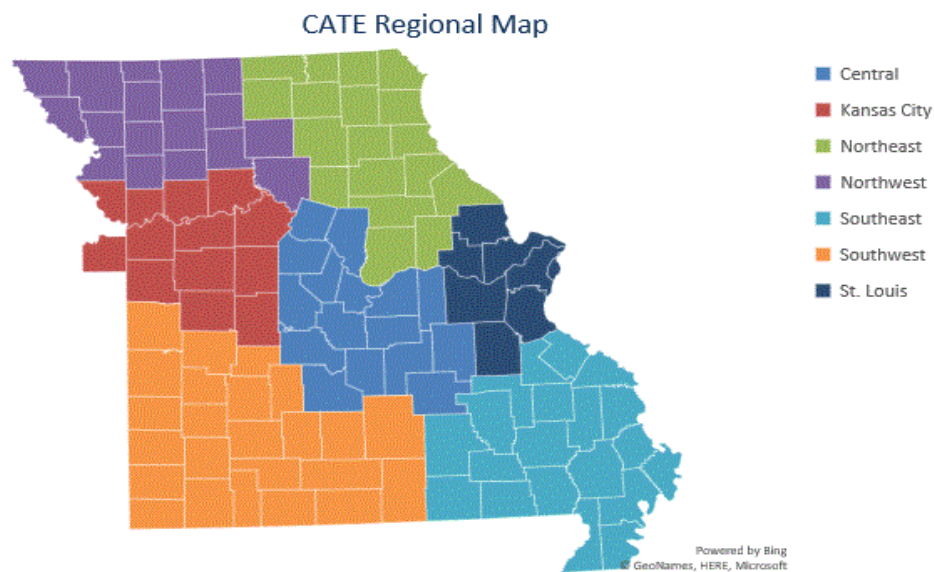 CATE Regional Map
Central
Kansas City
Northeast
Northwest
Southeast
Southwest
St. Louis
Powered by Bing
© GeoNames, HERE, Microsoft